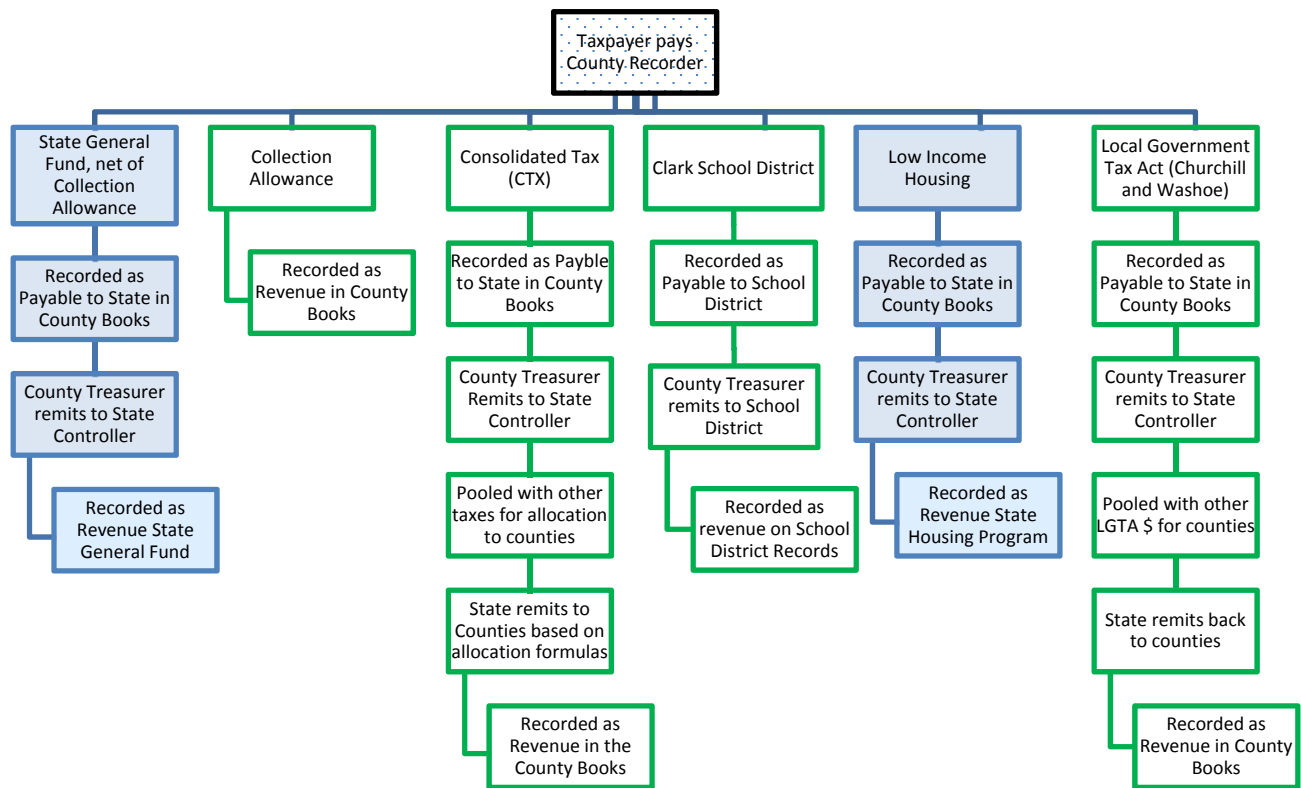 Taxpayer pays
County Recorder
State General
Fund, net of
Collection
Allowance
Collection
Allowance
Consolidated Tax
(CTX)
Clark School District
Low Income
Housing
Local Government
Tax Act (Churchill
and Washoe)
Recorded as
Payable to State in
County Books
Recorded as
Revenue in County
Books
Recorded as Payble
to State in County
Books
Recorded as
Payable to School
District
Recorded as
Payable to State in
County Books
Recorded as
Payable to State in
County Books
County Treasurer
remits to State
Controller
County Treasurer
Remits to State
Controller
County Treasurer
remits to School
District
County Treasurer
remits to State
Controller
County Treasurer
remits to State
Controller
Recorded as
Revenue State
General Fund
Pooled with other
taxes for allocation
to counties
Recorded as
revenue on School
District Records
Recorded as
Revenue State
Housing Program
Pooled with other
LGTA $ for counties
State remits to
Counties based on
allocation formulas
State remits back
to counties
Recorded as
Revenue in the
County Books
Recorded as
Revenue in County
Books